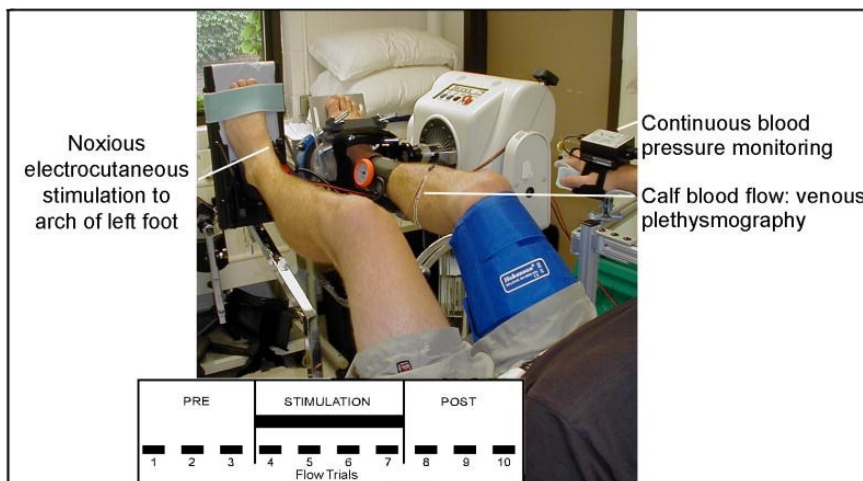 Noxious
electrocutaneous
stimulation to
arch of left foot
Continuous blood
pressure monitoring
Calf blood flow: venous
plethysmography
Hokanson
PRE STIMULATION POST
1 2 3 4 5 6 7 8 9 10
Flow Trials